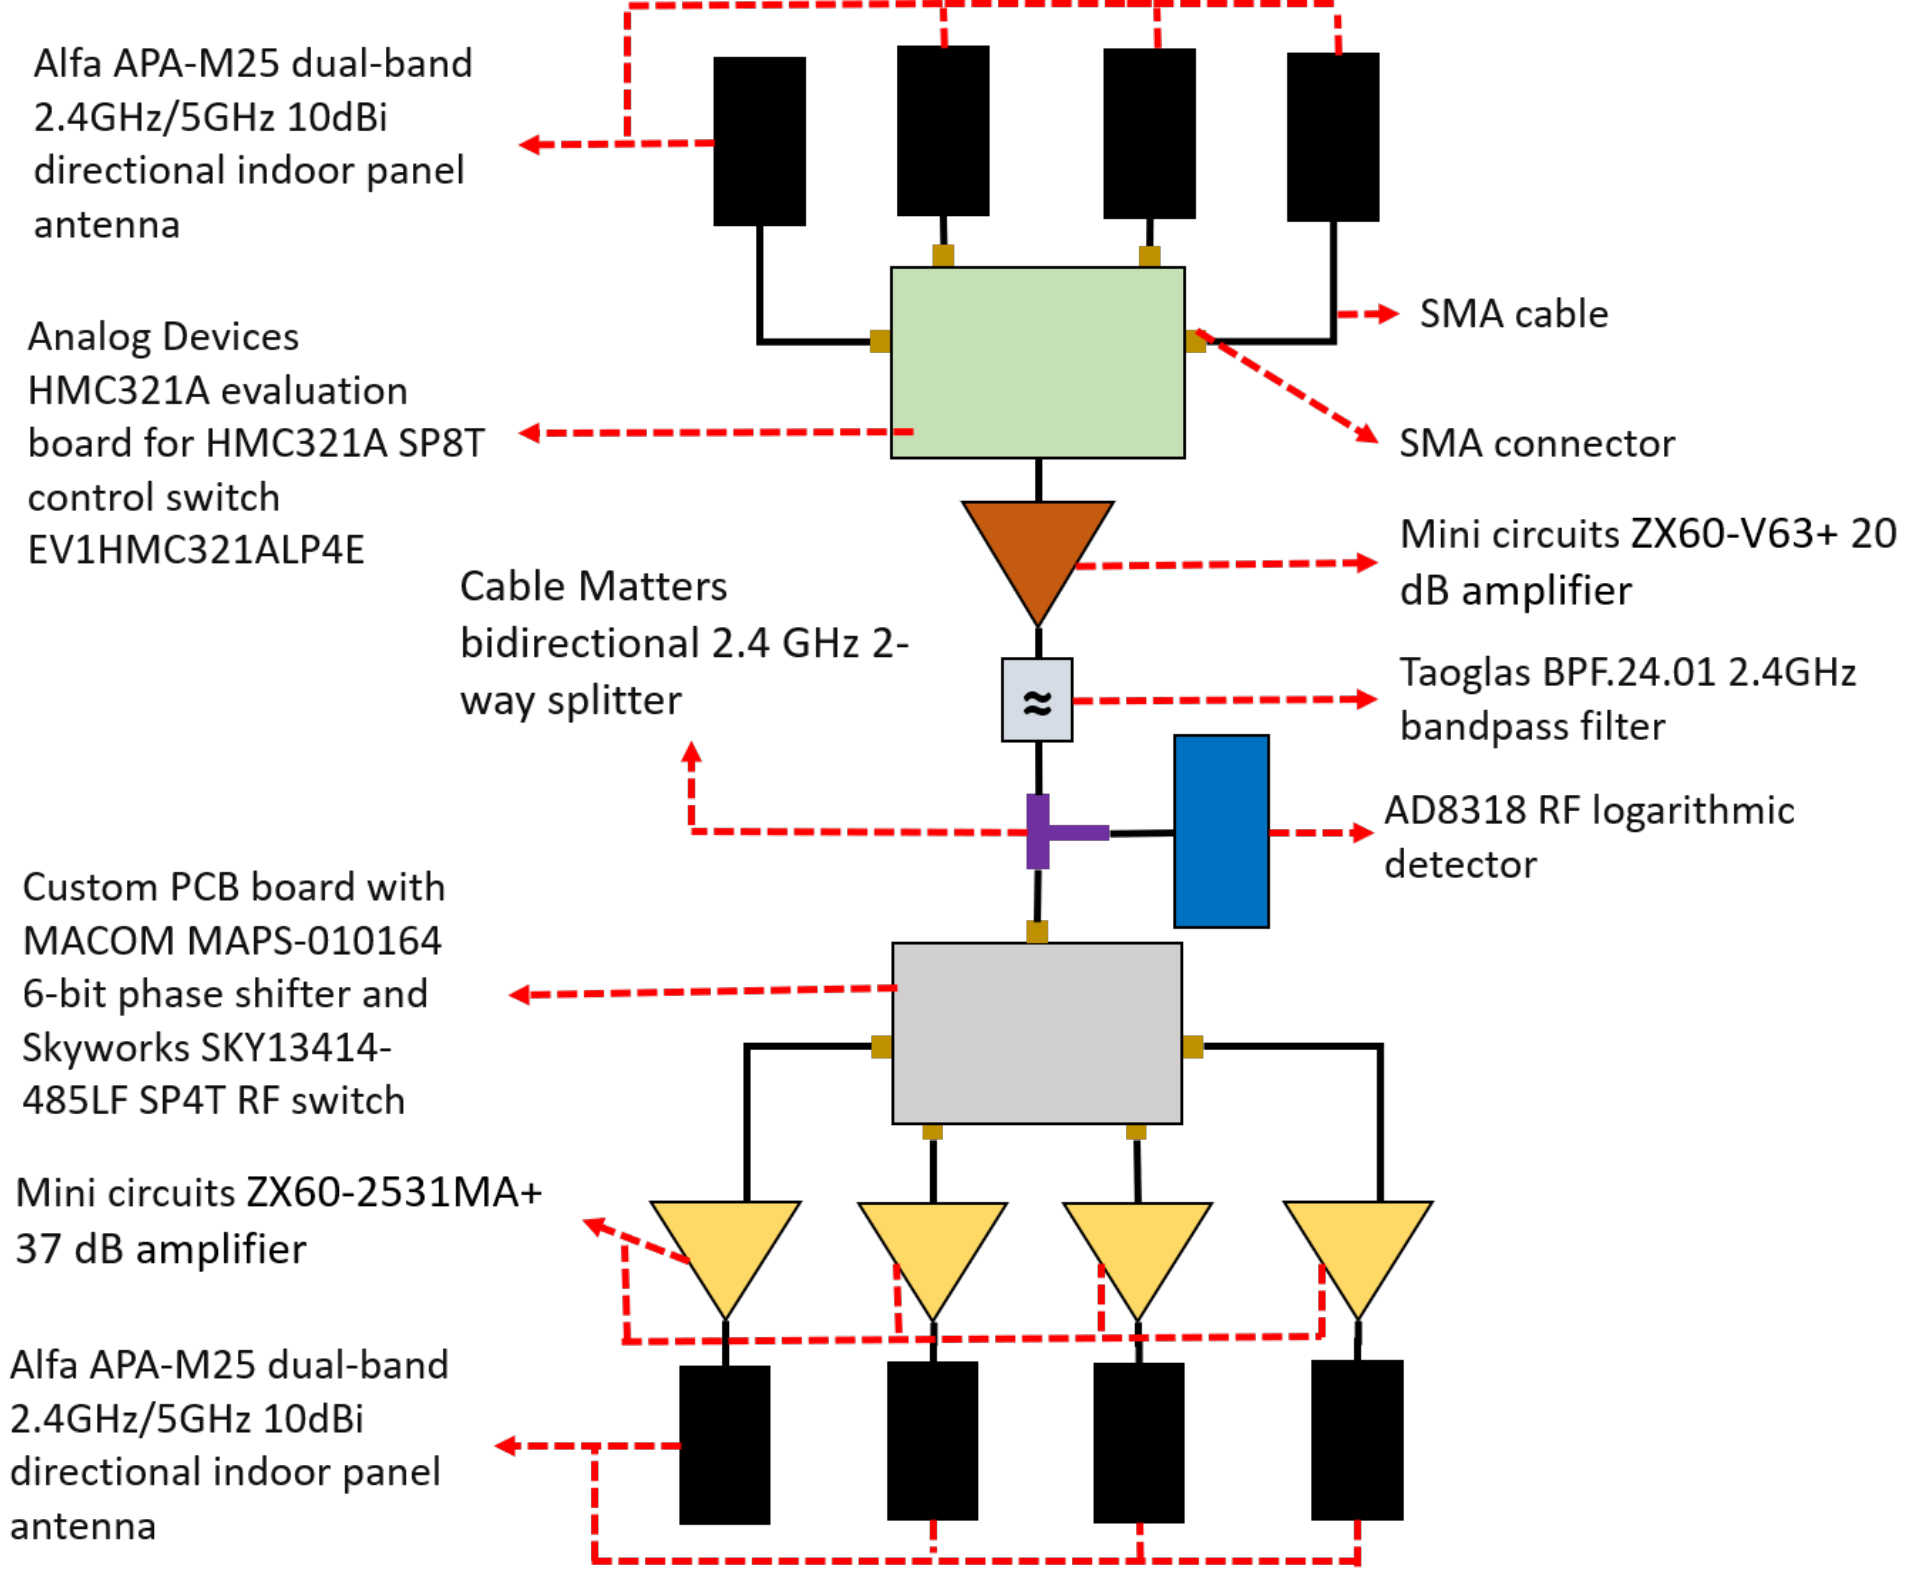 Alfa APA-M25 dual-band
2.4GHz/5GHz 10dBi
directional indoor panel
antenna
Analog Devices
HMC321A evaluation
board for HMC321A SP8T
control switch
EV1HMC321ALP4E
SMA cable
SMA connector
Mini circuits ZX60-V63+ 20
dB amplifier
Cable Matters
bidirectional 2.4 GHz 2-
way splitter
Taoglas BPF.24.01 2.4GHz
bandpass filter
≈
AD8318 RF logarithmic
detector
Custom PCB board with
MACOM MAPS-010164
6-bit phase shifter and
Skyworks SKY13414-
485LF SP4T RF switch
Mini circuits ZX60-2531MA+
37 dB amplifier
Alfa APA-M25 dual-band
2.4GHz/5GHz 10dBi
directional indoor panel
antenna